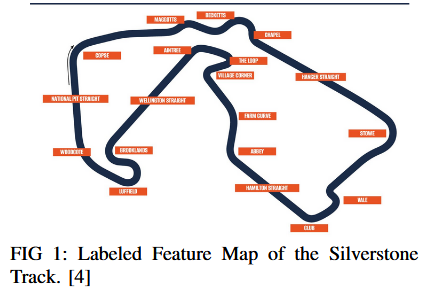 BECKETTS
MAGGOTTS
CHAPEL
AINTREE
COPSE
THE LOOP
VILLAGE CORNER
HANGER STRAIGHT
NATIONAL PIT STRAIGHT
WELLINGTON STRAIGHT
FARM CURVE
STOWE
WOODCOTE
BROOKLANDS
ABBEY
LUFFIELD
HAMILTON STRAIGHT
VALE
CLUB
FIG 1: Labeled Feature Map of the Silverstone
Track. [4]